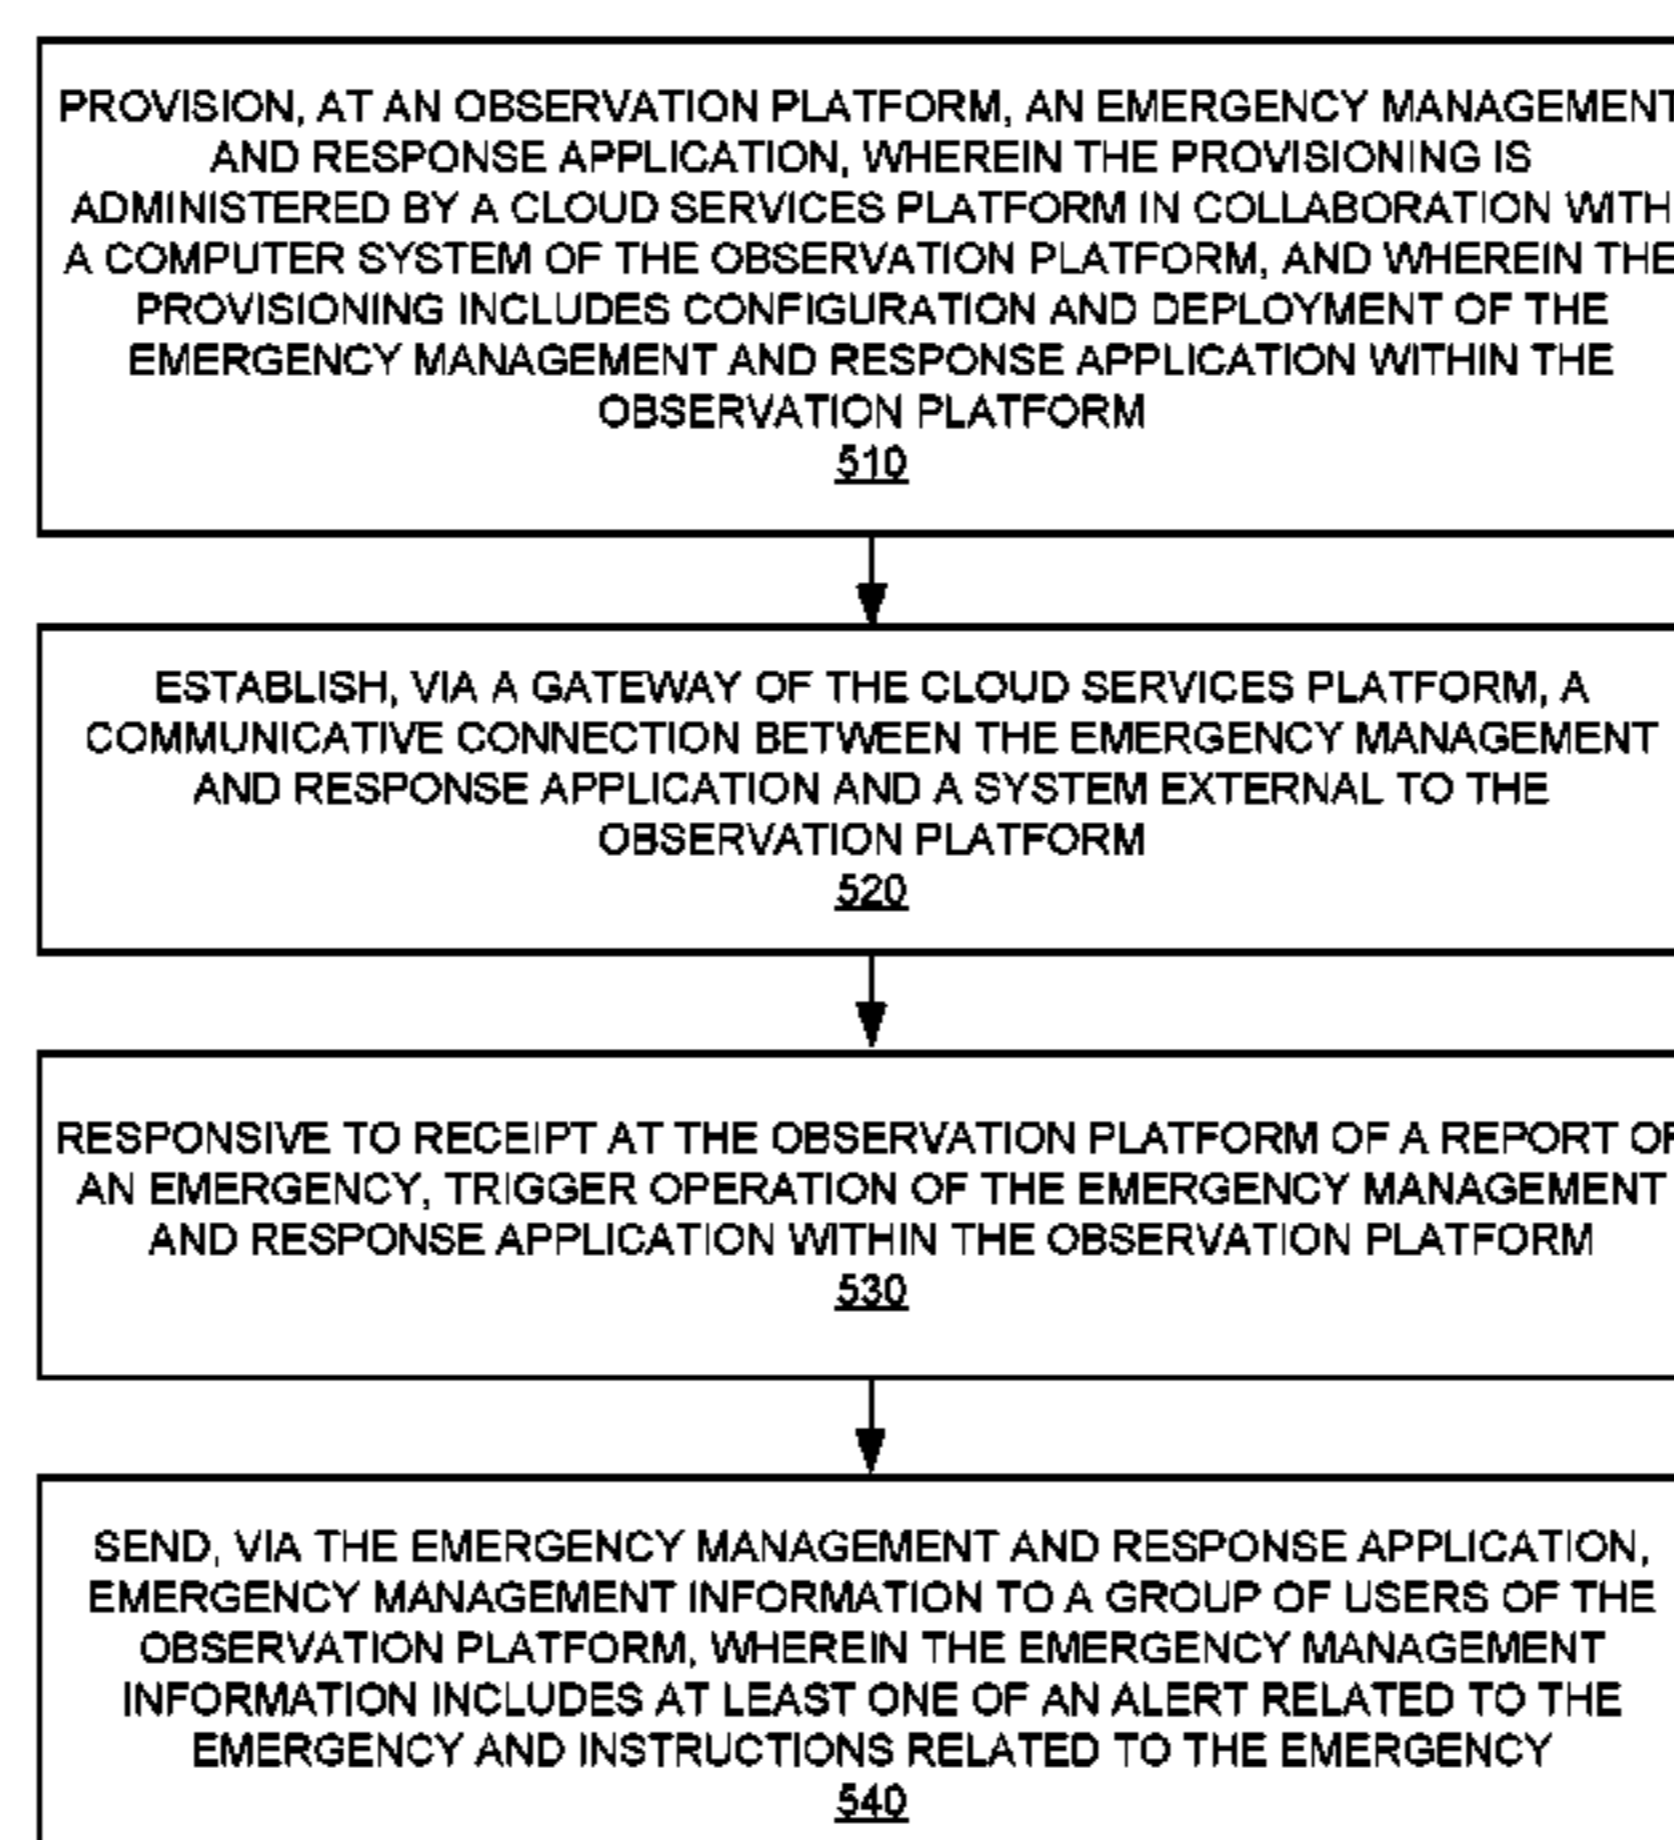 PROVISION, AT AN OBSERVATION PLATFORM, AN EMERGENCY MANAGEMENT
AND RESPONSE APPLICATION, WHEREIN THE PROVISIONING IS
ADMINISTERED BY A CLOUD SERVICES PLATFORM IN COLLABORATION WITH
A COMPUTER SYSTEM OF THE OBSERVATION PLATFORM, AND WHEREIN THE
PROVISIONING INCLUDES CONFIGURATION AND DEPLOYMENT OF THE
EMERGENCY MANAGEMENT AND RESPONSE APPLICATION WITHIN THE
OBSERVATION PLATFORM
510
ESTABLISH, VIA A GATEWAY OF THE CLOUD SERVICES PLATFORM, A
COMMUNICATIVE CONNECTION BETWEEN THE EMERGENCY MANAGEMENT
AND RESPONSE APPLICATION AND A SYSTEM EXTERNAL TO THE
OBSERVATION PLATFORM
520
RESPONSIVE TO RECEIPT AT THE OBSERVATION PLATFORM OF A REPORT OF
AN EMERGENCY, TRIGGER OPERATION OF THE EMERGENCY MANAGEMENT
AND RESPONSE APPLICATION WITHIN THE OBSERVATION PLATFORM
530
SEND, VIA THE EMERGENCY MANAGEMENT AND RESPONSE APPLICATION,
EMERGENCY MANAGEMENT INFORMATION TO A GROUP OF USERS OF THE
OBSERVATION PLATFORM, WHEREIN THE EMERGENCY MANAGEMENT
INFORMATION INCLUDES AT LEAST ONE OF AN ALERT RELATED TO THE
EMERGENCY AND INSTRUCTIONS RELATED TO THE EMERGENCY
540